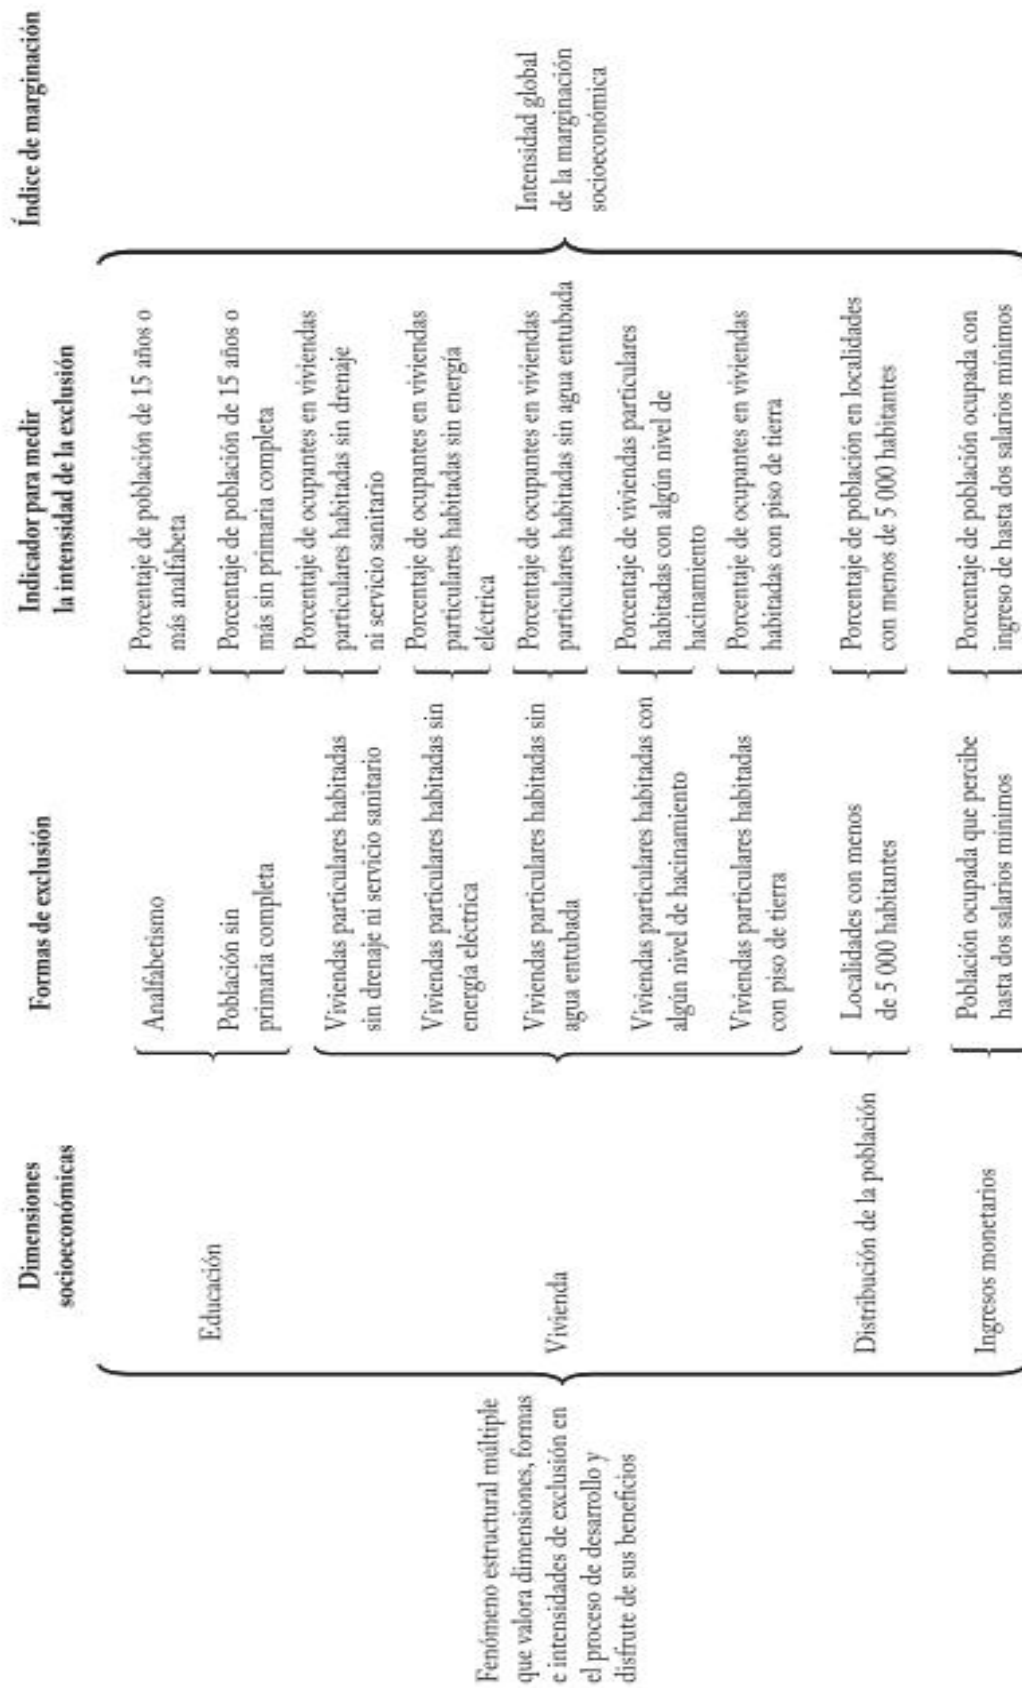 Dimensiones
socioeconómicas
Formas de exclusión
Indicador para medir
la intensidad de la exclusión
Índice de marginación
Fenómeno estructural múltiple
que valora dimensiones, formas
e intensidades de exclusión en
el proceso de desarrollo y
disfrute de sus beneficios
Educación
Analfabetismo
Porcentaje de población de 15 años o
más analfabeta
Población sin
primaria completa
Porcentaje de población de 15 años o
más sin primaria completa
Vivienda
Viviendas particulares habitadas
sin drenaje ni servicio sanitario
Porcentaje de ocupantes en viviendas
particulares habitadas sin drenaje
ni servicio sanitario
Viviendas particulares habitadas sin
energía eléctrica
Porcentaje de ocupantes en viviendas
particulares habitadas sin energía
eléctrica
Viviendas particulares habitadas sin
agua entubada
Porcentaje de ocupantes en viviendas
particulares habitadas sin agua entubada
Viviendas particulares habitadas con
algún nivel de hacinamiento
Porcentaje de viviendas particulares
habitadas con algún nivel de
hacinamiento
Viviendas particulares habitadas
con piso de tierra
Porcentaje de ocupantes en viviendas
habitadas con piso de tierra
Distribución de la población
Localidades con menos
de 5 000 habitantes
Porcentaje de población en localidades
con menos de 5 000 habitantes
Ingresos monetarios
Población ocupada que percibe
hasta dos salarios mínimos
Porcentaje de población ocupada con
ingreso de hasta dos salarios mínimos
Intensidad global
de la marginación
socioeconómica